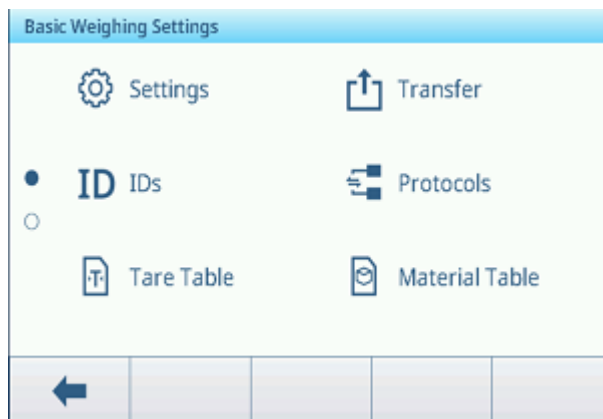 Basic Weighing Settings
Settings
Transfer
ID IDs
Protocols
T Tare Table
Material Table